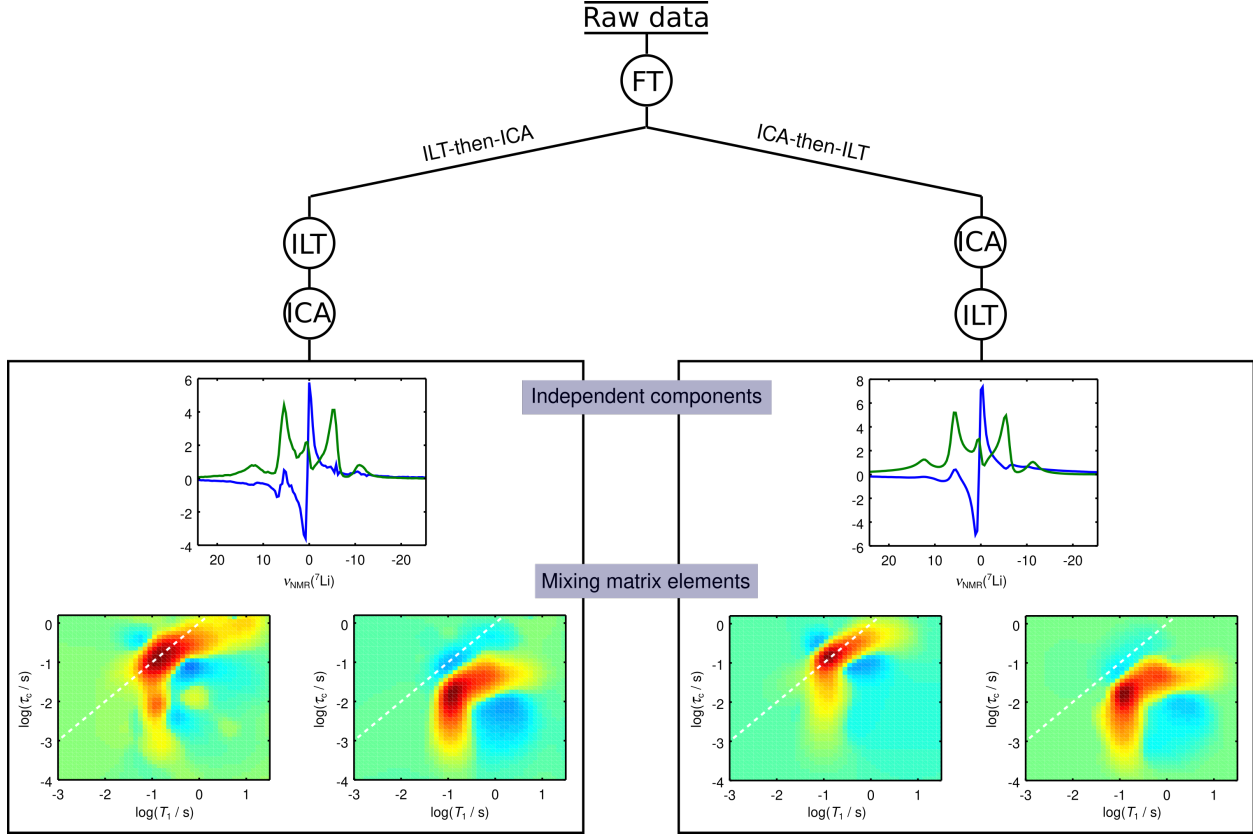 Raw data
FT
ILT-then-ICA
ICA-then-ILT
ILT
ICA
ICA
ILT
Independent components
6
4
2
0
-2
-4
20 10 0 -10 -20
νNMR(⁷Li)
8
6
4
2
0
-2
-4
-6
20 10 0 -10 -20
νNMR(⁷Li)
Mixing matrix elements
0
-1
-2
-3
-4
log(τc / s)
-3 -2 -1 0 1
log(T1 / s)
0
-1
-2
-3
-4
log(τc / s)
-3 -2 -1 0 1
log(T1 / s)
0
-1
-2
-3
-4
log(τc / s)
-3 -2 -1 0 1
log(T1 / s)
0
-1
-2
-3
-4
log(τc / s)
-3 -2 -1 0 1
log(T1 / s)